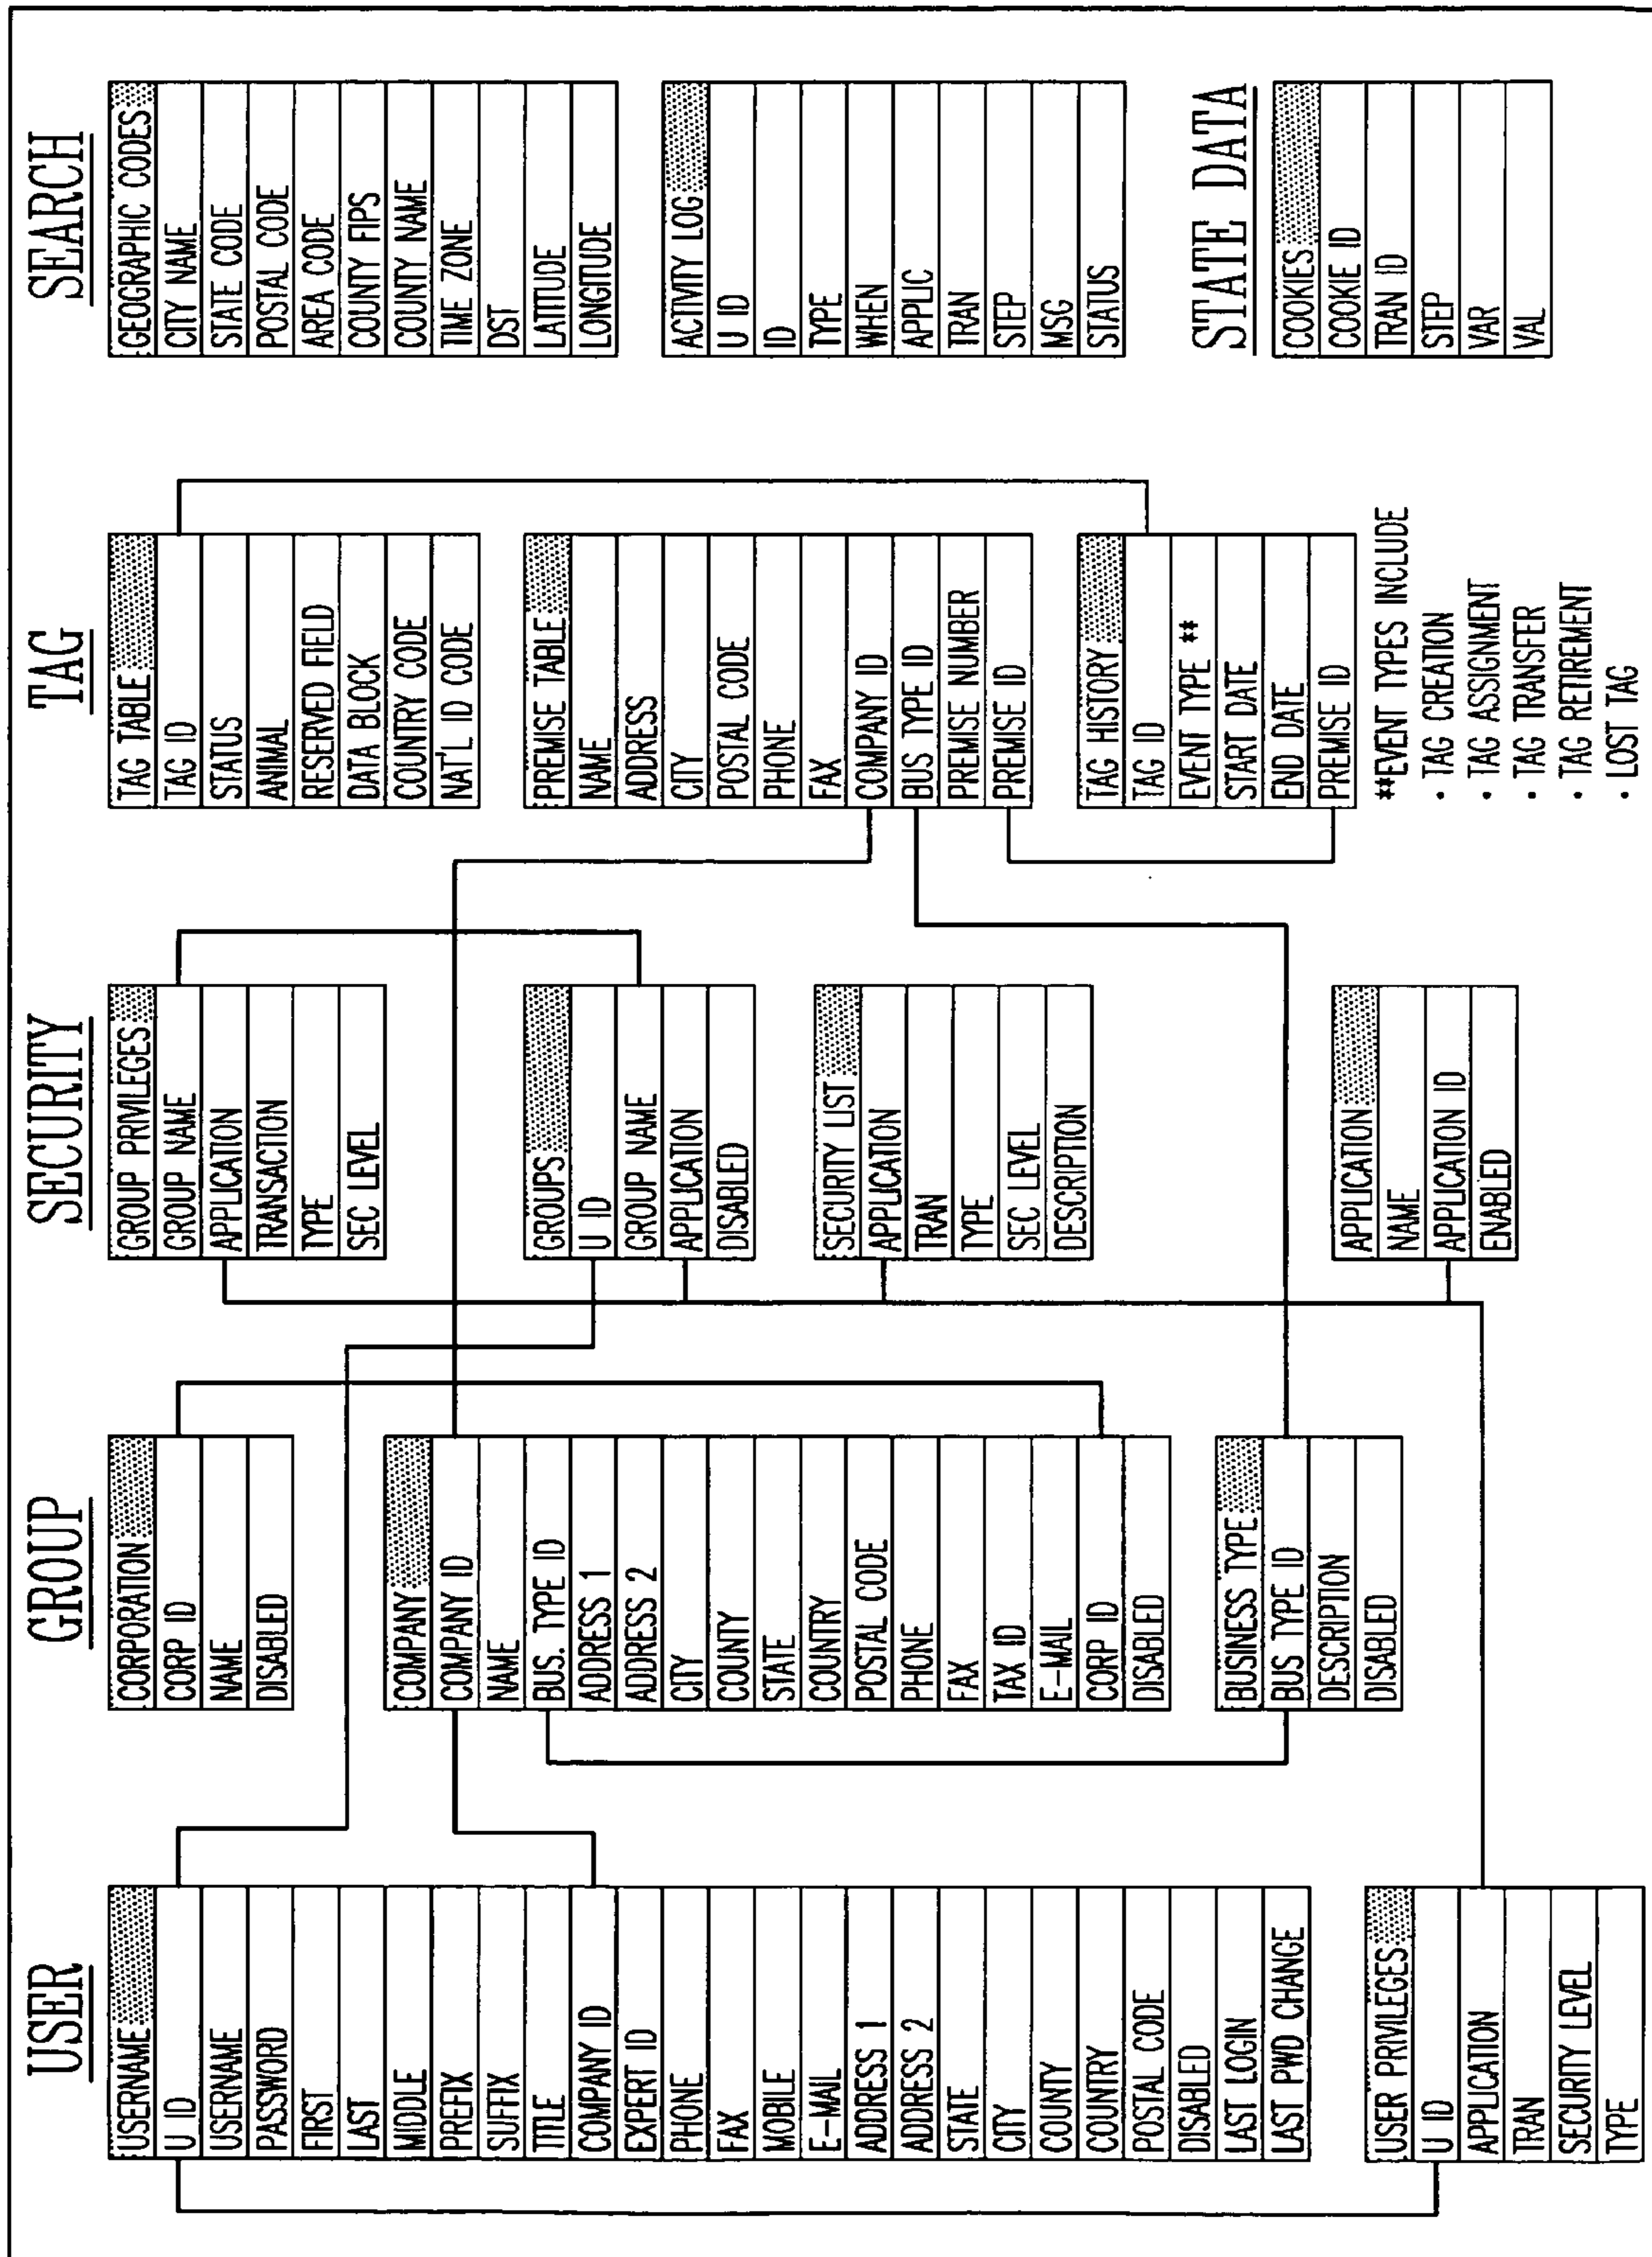 USER
USERNAME
U ID
USERNAME
PASSWORD
FIRST
LAST
MIDDLE
PREFIX
SUFFIX
TITLE
COMPANY ID
EXPERT ID
PHONE
FAX
MOBILE
E-MAIL
ADDRESS 1
ADDRESS 2
STATE
CITY
COUNTY
COUNTRY
POSTAL CODE
DISABLED
LAST LOGIN
LAST PWD CHANGE
USER PRIVILEGES
U ID
APPLICATION
TRAN
SECURITY LEVEL
TYPE
GROUP
CORPORATION
CORP ID
NAME
DISABLED
COMPANY
COMPANY ID
NAME
BUS. TYPE ID
ADDRESS 1
ADDRESS 2
CITY
COUNTY
STATE
COUNTRY
POSTAL CODE
PHONE
FAX
TAX ID
E-MAIL
CORP ID
DISABLED
BUSINESS TYPE
BUS TYPE ID
DESCRIPTION
DISABLED
SECURITY
GROUP PRIVILEGES
GROUP NAME
APPLICATION
TRANSACTION
TYPE
SEC LEVEL
GROUPS
U ID
GROUP NAME
APPLICATION
DISABLED
SECURITY LIST
APPLICATION
TRAN
TYPE
SEC LEVEL
DESCRIPTION
APPLICATION
NAME
APPLICATION ID
ENABLED
TAG
TAG TABLE
TAG ID
STATUS
ANIMAL
RESERVED FIELD
DATA BLOCK
COUNTRY CODE
NAT'L ID CODE
PREMISE TABLE
NAME
ADDRESS
CITY
POSTAL CODE
PHONE
FAX
COMPANY ID
BUS TYPE ID
PREMISE NUMBER
PREMISE ID
TAG HISTORY
TAG ID
EVENT TYPE **
START DATE
END DATE
PREMISE ID
**EVENT TYPES INCLUDE
· TAG CREATION
· TAG ASSIGNMENT
· TAG TRANSFER
· TAG RETIREMENT
· LOST TAG
SEARCH
GEOGRAPHIC CODES
CITY NAME
STATE CODE
POSTAL CODE
AREA CODE
COUNTY FIPS
COUNTY NAME
TIME ZONE
DST
LATITUDE
LONGITUDE
ACTIVITY LOG
U ID
ID
TYPE
WHEN
APPLIC
TRAN
STEP
MSG
STATUS
STATE DATA
COOKIES
COOKIE ID
TRAN ID
STEP
VAR
VAL